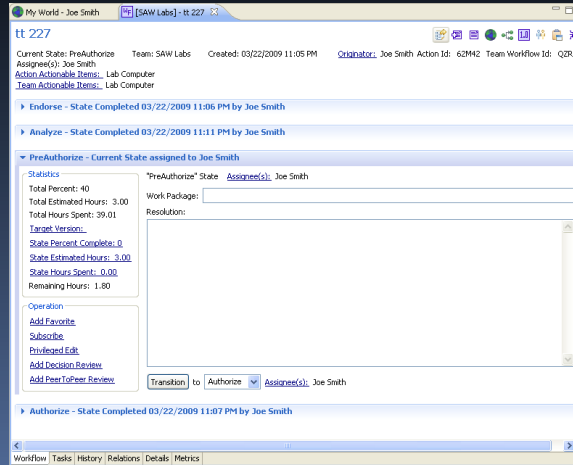 My World - Joe Smith [SAW Labs] - tt 227
tt 227
Current State: PreAuthorize Team: SAW Labs Created: 03/22/2009 11:05 PM Originator: Joe Smith Action Id: 62M42 Team Workflow Id: QZR
Assignee(s): Joe Smith
Action Actionable Items: Lab Computer
Team Actionable Items: Lab Computer
Endorse - State Completed 03/22/2009 11:06 PM by Joe Smith
Analyze - State Completed 03/22/2009 11:11 PM by Joe Smith
PreAuthorize - Current State assigned to Joe Smith
Statistics
Total Percent: 40
Total Estimated Hours: 3.00
Total Hours Spent: 39.01
Target Version:
State Percent Complete: 0
State Estimated Hours: 3.00
State Hours Spent: 0.00
Remaining Hours: 1.80
Operation
Add Favorite
Subscribe
Privileged Edit
Add Decision Review
Add PeerToPeer Review
"PreAuthorize" State Assignee(s): Joe Smith
Work Package:
Resolution:
Transition to Authorize Assignee(s): Joe Smith
Authorize - State Completed 03/22/2009 11:07 PM by Joe Smith
Workflow Tasks History Relations Details Metrics